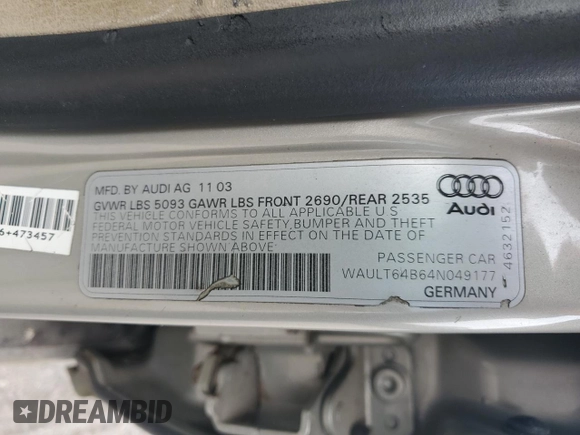 MFD. BY AUDI AG 11 03
GVWR LBS 5093 GAWR LBS FRONT 2690/REAR 2535
THIS VEHICLE CONFORMS TO ALL APPLICABLE U S
FEDERAL MOTOR VEHICLE SAFETY,BUMPER AND THEFT
PREVENTION STANDARDS IN EFFECT ON THE DATE OF
MANUFACTURE SHOWN ABOVE:
PASSENGER CAR
WAULT64B64N049177
GERMANY
Audi
4632152
6+473457
DREAMBID